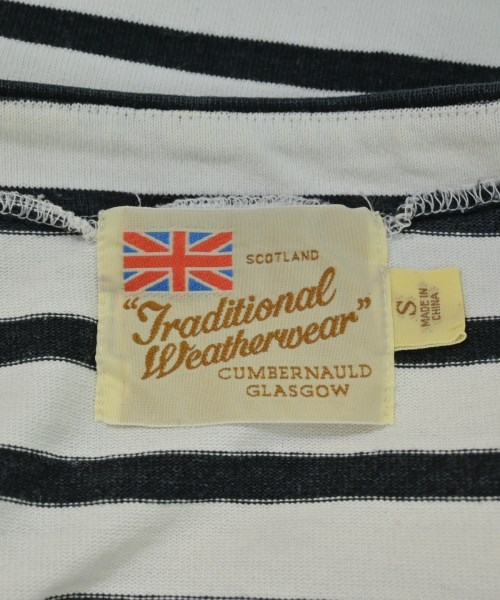 SCOTLAND
"Traditional
Weatherwear"
CUMBERNAULD
GLASGOW
S
MADE IN
CHINA